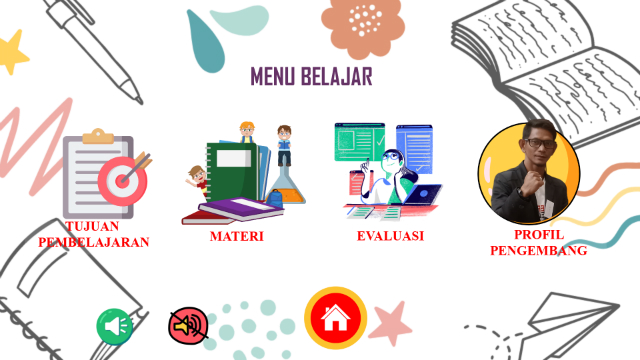 MENU BELAJAR
TUJUAN
PEMBELAJARAN
MATERI
EVALUASI
PROFIL
PENGEMBANG